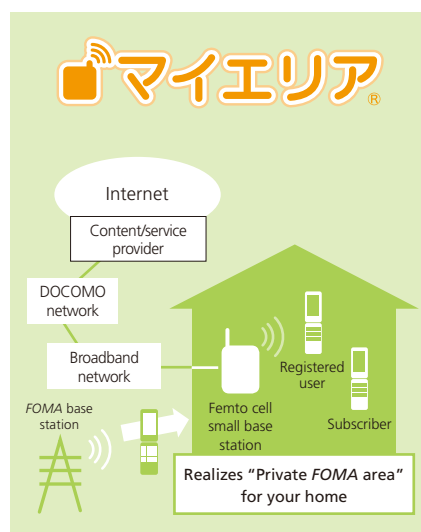 マイエリア®
Internet
Content/service
provider
DOCOMO
network
Broadband
network
FOMA base
station
Femto cell
small base
station
Registered
user
Subscriber
Realizes “Private FOMA area”
for your home